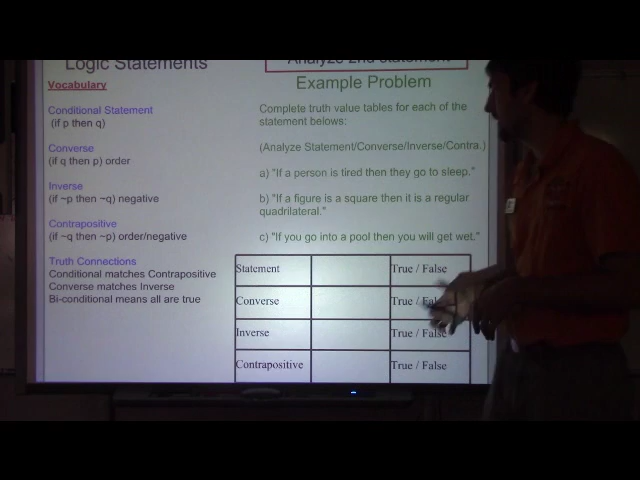 Logic Statements
Vocabulary
Conditional Statement
(if p then q)
Converse
(if q then p) order
Inverse
(if ~p then ~q) negative
Contrapositive
(if ~q then ~p) order/negative
Truth Connections
Conditional matches Contrapositive
Converse matches Inverse
Bi-conditional means all are true
Analyze 2nd statement
Example Problem
Complete truth value tables for each of the
statement belows:
(Analyze Statement/Converse/Inverse/Contra.)
a) "If a person is tired then they go to sleep."
b) "If a figure is a square then it is a regular
quadrilateral."
c) "If you go into a pool then you will get wet."
Statement True / False
Converse True / False
Inverse True / False
Contrapositive True / False